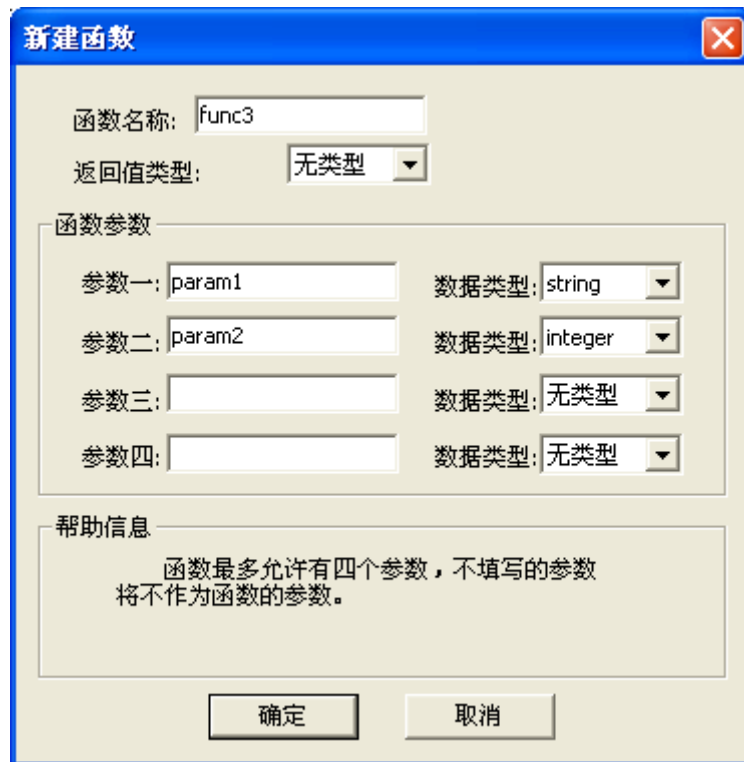 新建函数
函数名称: func3
返回值类型: 无类型
函数参数
参数一: param1 数据类型: string
参数二: param2 数据类型: integer
参数三: 数据类型: 无类型
参数四: 数据类型: 无类型
帮助信息
函数最多允许有四个参数，不填写的参数
将不作为函数的参数。
确定 取消